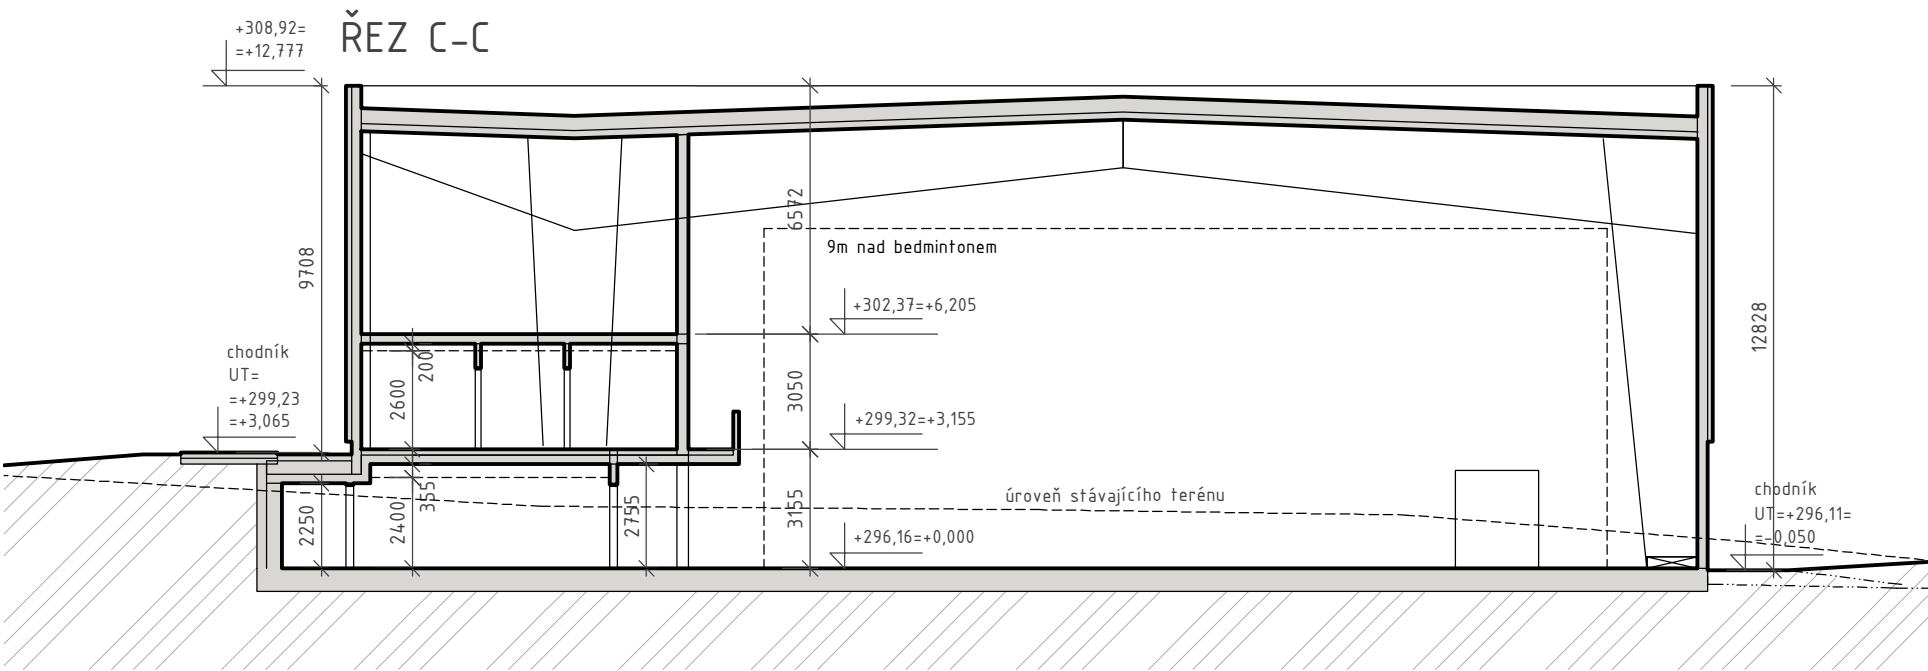 ŘEZ C-C
+308,92=
=+12,777
9708
6572
9m nad bedmintonem
+302,37=+6,205
12828
chodník
UT=
=+299,23
=+3,065
200
2600
3050
+299,32=+3,155
úroveň stávajícího terénu
chodník
UT=+296,11=
=-0,050
2250
2400
355
2755
3155
+296,16=+0,000